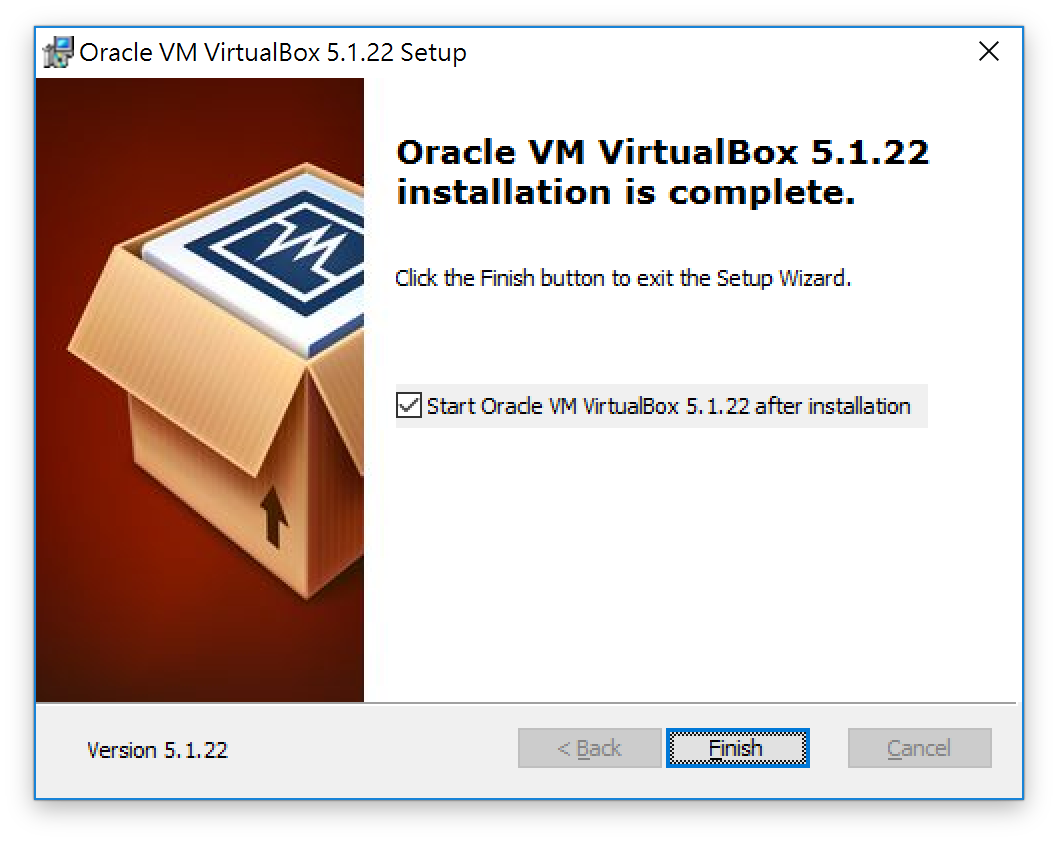 Oracle VM VirtualBox 5.1.22 Setup
Oracle VM VirtualBox 5.1.22
installation is complete.
Click the Finish button to exit the Setup Wizard.
Start Oracle VM VirtualBox 5.1.22 after installation
Version 5.1.22
< Back
Finish
Cancel